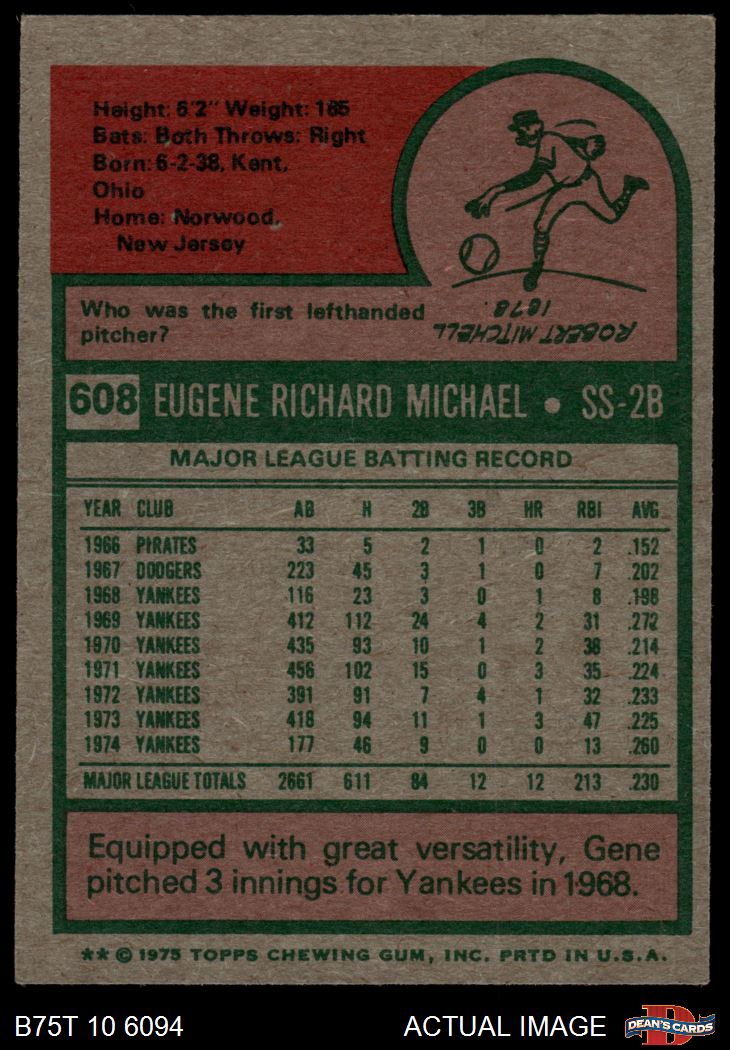 Height: 6'2" Weight: 185
Bats: Both Throws: Right
Born: 6-2-38, Kent,
Ohio
Home: Norwood,
New Jersey
Who was the first lefthanded
pitcher?
ROBERT MITCHELL
1878.
608 EUGENE RICHARD MICHAEL • SS-2B
MAJOR LEAGUE BATTING RECORD
YEAR CLUB AB H 2B 3B HR RBI AVG
1966 PIRATES 33 5 2 1 0 2 .152
1967 DODGERS 223 45 3 1 0 7 .202
1968 YANKEES 116 23 3 0 1 8 .198
1969 YANKEES 412 112 24 4 2 31 .272
1970 YANKEES 435 93 10 1 2 38 .214
1971 YANKEES 456 102 15 0 3 35 .224
1972 YANKEES 391 91 7 4 1 32 .233
1973 YANKEES 418 94 11 1 3 47 .225
1974 YANKEES 177 46 9 0 0 13 .260
MAJOR LEAGUE TOTALS 2661 611 84 12 12 213 .230
Equipped with great versatility, Gene
pitched 3 innings for Yankees in 1968.
** © 1975 TOPPS CHEWING GUM, INC. PRTD IN U.S.A.
B75T 10 6094 ACTUAL IMAGE D DEAN'S CARDS